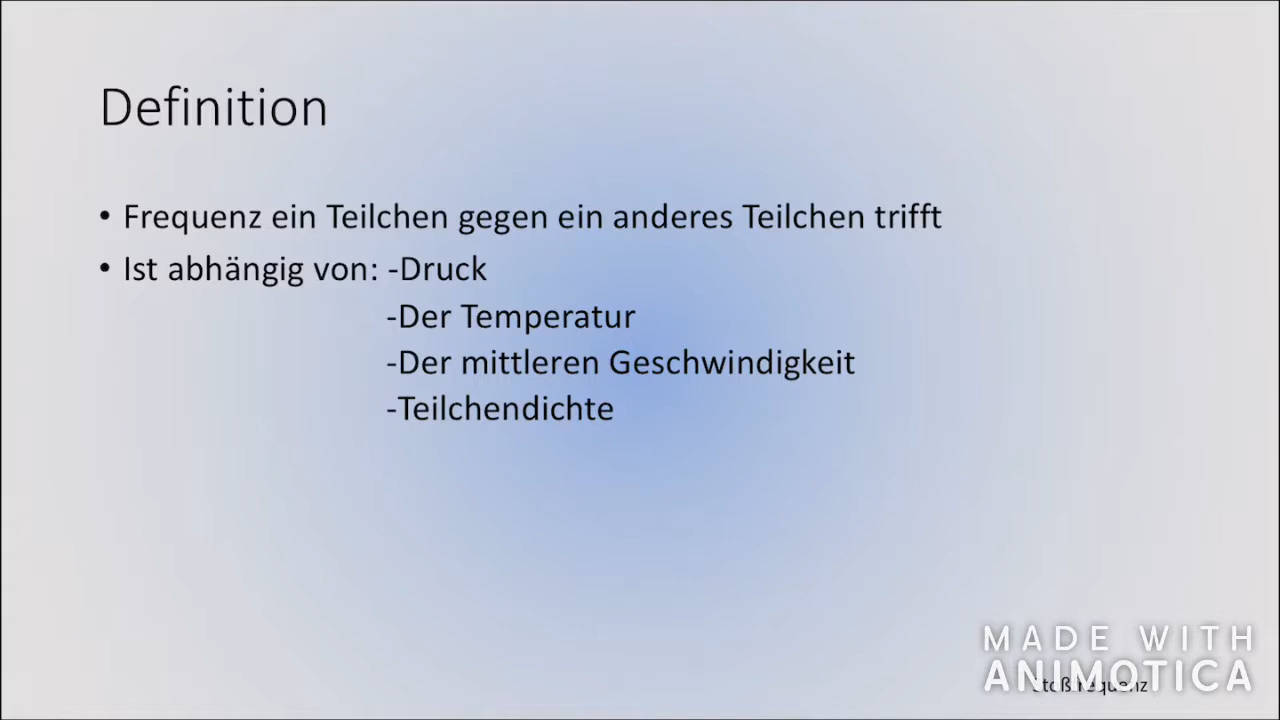 Definition
• Frequenz ein Teilchen gegen ein anderes Teilchen trifft
• Ist abhängig von: -Druck
-Der Temperatur
-Der mittleren Geschwindigkeit
-Teilchendichte
MADE WITH
ANIMOTICA
Stoßfrequenz